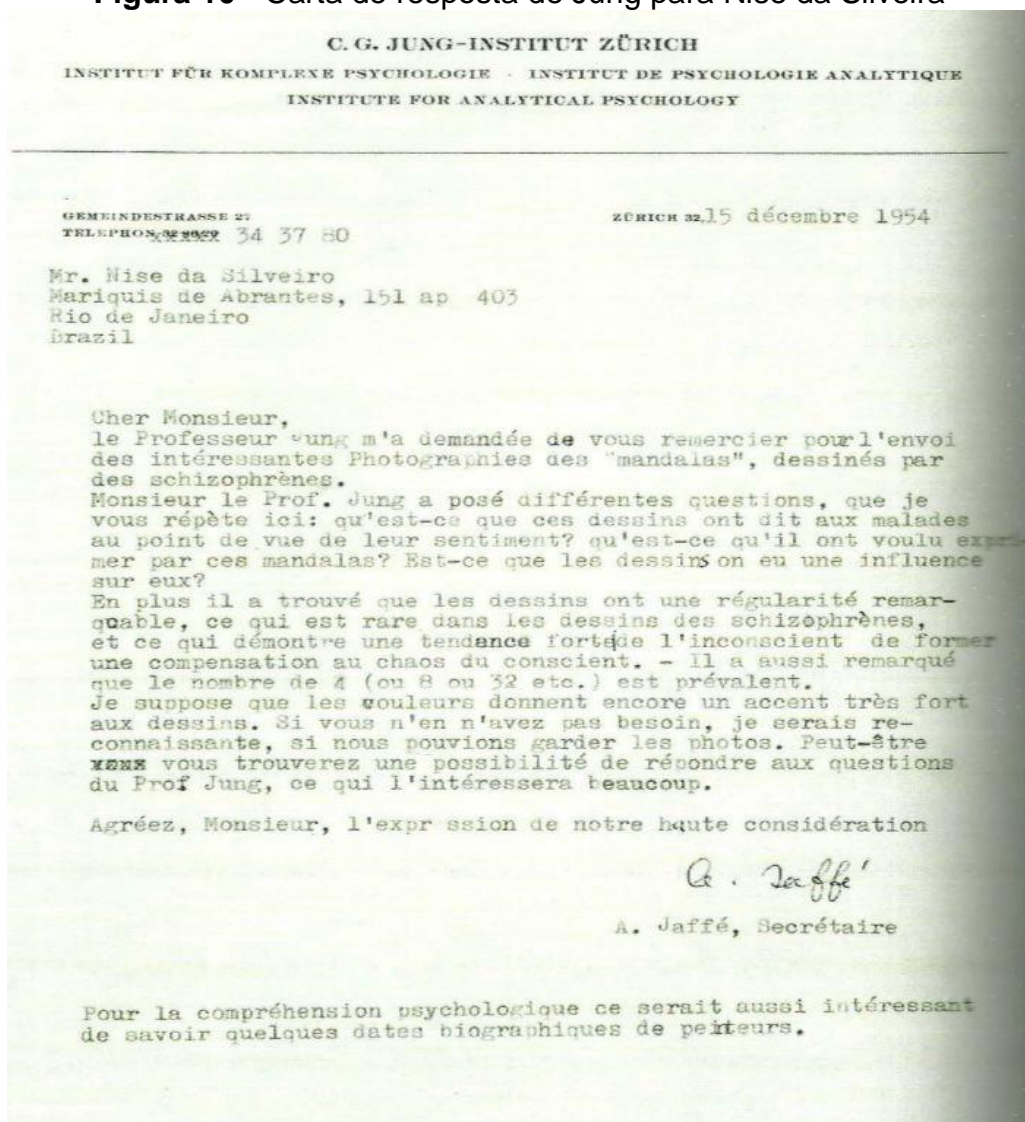 Figura 10 - Carta de resposta de Jung para Nise da Silveira
C. G. JUNG-INSTITUT ZÜRICH
INSTITUT FÜR KOMPLEXE PSYCHOLOGIE · INSTITUT DE PSYCHOLOGIE ANALYTIQUE
INSTITUTE FOR ANALYTICAL PSYCHOLOGY
GEMEINDESTRASSE 27
ZÜRICH 32, 15 décembre 1954
TELEPHON 34 37 80
Mr. Nise da Silveiro
Mariquis de Abrantes, 151 ap 403
Rio de Janeiro
Brazil
Cher Monsieur,
le Professeur Jung m'a demandée de vous remercier pour l'envoi
des intéressantes Photographies des "mandalas", dessinés par
des schizophrènes.
Monsieur le Prof. Jung a posé différentes questions, que je
vous répète ici: qu'est-ce que ces dessins ont dit aux malades
au point de vue de leur sentiment? qu'est-ce qu'il ont voulu expri-
mer par ces mandalas? Est-ce que les dessins on eu une influence
sur eux?
En plus il a trouvé que les dessins ont une régularité remar-
quable, ce qui est rare dans les dessins des schizophrènes,
et ce qui démontre une tendance forte de l'inconscient de former
une compensation au chaos du conscient. - Il a aussi remarqué
que le nombre de 4 (ou 8 ou 32 etc.) est prévalent.
Je suppose que les couleurs donnent encore un accent très fort
aux dessins. Si vous n'en n'avez pas besoin, je serais re-
connaissante, si nous pouvions garder les photos. Peut-être
vous trouverez une possibilité de répondre aux questions
du Prof Jung, ce qui l'intéressera beaucoup.
Agréez, Monsieur, l'expr ssion de notre haute considération
A. Jaffé
A. Jaffé, Secrétaire
Pour la compréhension psychologique ce serait aussi intéressant
de savoir quelques dates biographiques de peinteurs.